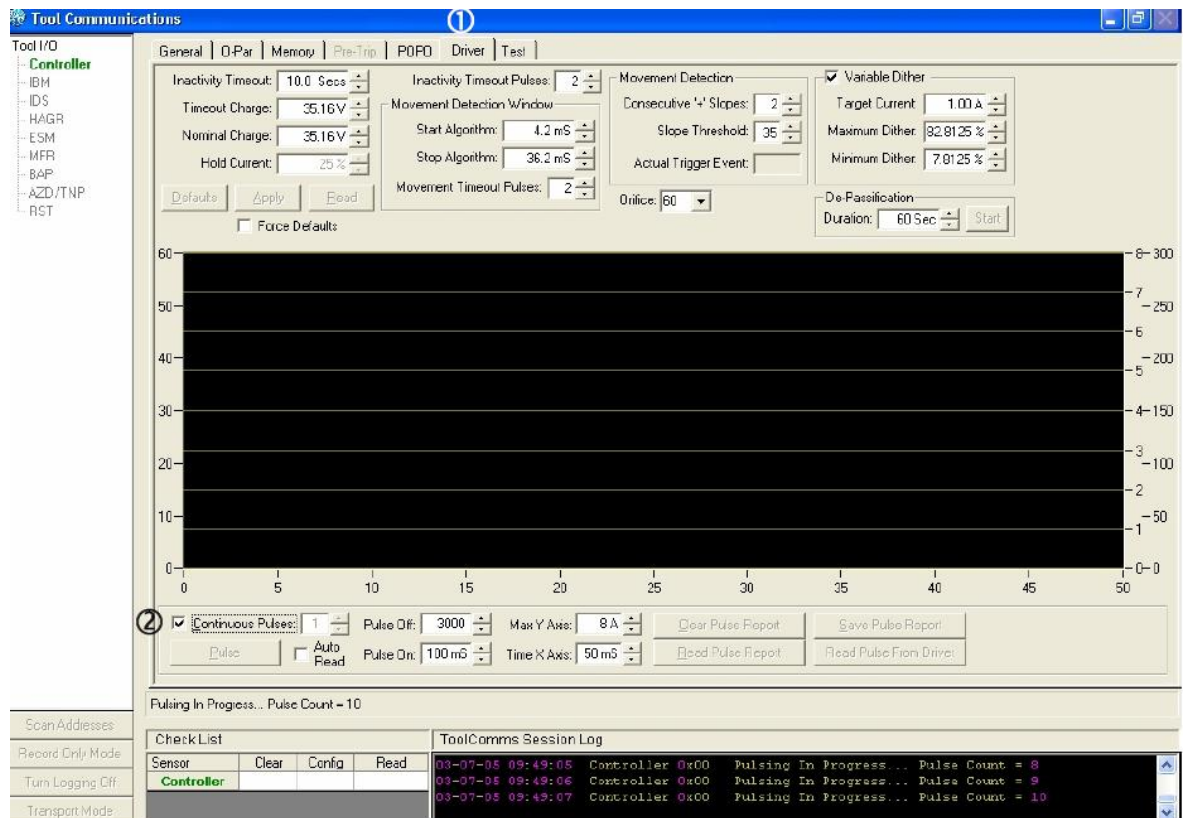 Tool Communications
①
Tool I/O
Controller
IBM
IDS
HAGR
ESM
MFR
BAP
AZD/TNP
RST
General O-Par Memory Pre-Trip POPO Driver Test
Inactivity Timeout: 10.0 Secs
Timeout Charge: 35.16 V
Nominal Charge: 35.16 V
Hold Current: 25 %
Defaults Apply Read
Force Defaults
Inactivity Timeout Pulses: 2
Movement Detection Window
Start Algorithm: 4.2 mS
Stop Algorithm: 36.2 mS
Movement Timeout Pulses: 2
Movement Detection
Consecutive '+' Slopes: 2
Slope Threshold: 35
Actual Trigger Event:
Orifice: 60
Variable Dither
Target Current 1.00 A
Maximum Dither 82.8125 %
Minimum Dither 7.8125 %
De-Passification
Duration: 60 Sec Start
60 8 300
7
50 250
6
40 200
5
30 4 150
3
20 100
2
10 50
1
0 0 0
0 5 10 15 20 25 30 35 40 45 50
②
Continuous Pulses: 1 Pulse Off: 3000 Max Y Axis: 8 A Clear Pulse Report Save Pulse Report
Pulse Auto Read Pulse On: 100 mS Time X Axis: 50 mS Read Pulse Report Read Pulse From Driver
Pulsing In Progress... Pulse Count = 10
Scan Addresses
Record Only Mode
Turn Logging Off
Transport Mode
Check List
Sensor Clear Config Read
Controller
ToolComms Session Log
03-07-05 09:49:05 Controller 0x00 Pulsing In Progress... Pulse Count = 8
03-07-05 09:49:06 Controller 0x00 Pulsing In Progress... Pulse Count = 9
03-07-05 09:49:07 Controller 0x00 Pulsing In Progress... Pulse Count = 10